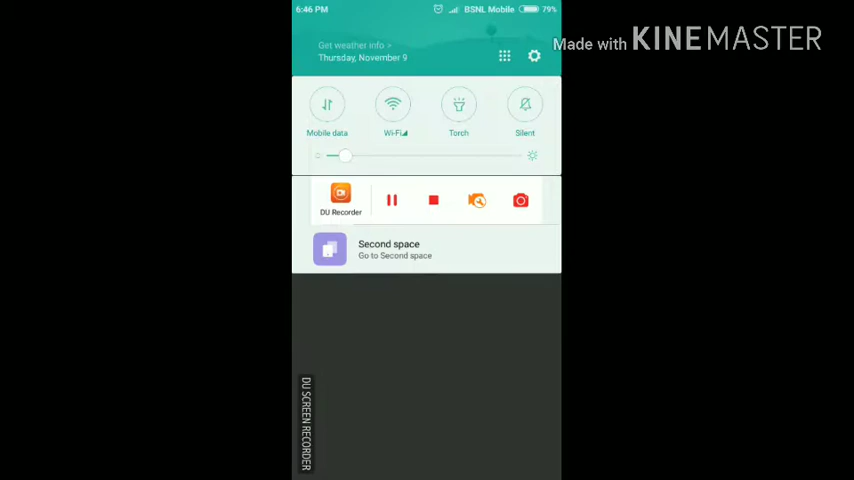 6:46 PM
BSNL Mobile
79%
Made with KINEMASTER
Get weather info >
Thursday, November 9
Mobile data
Wi-Fi
Torch
Silent
DU Recorder
Second space
Go to Second space
DU SCREEN RECORDER